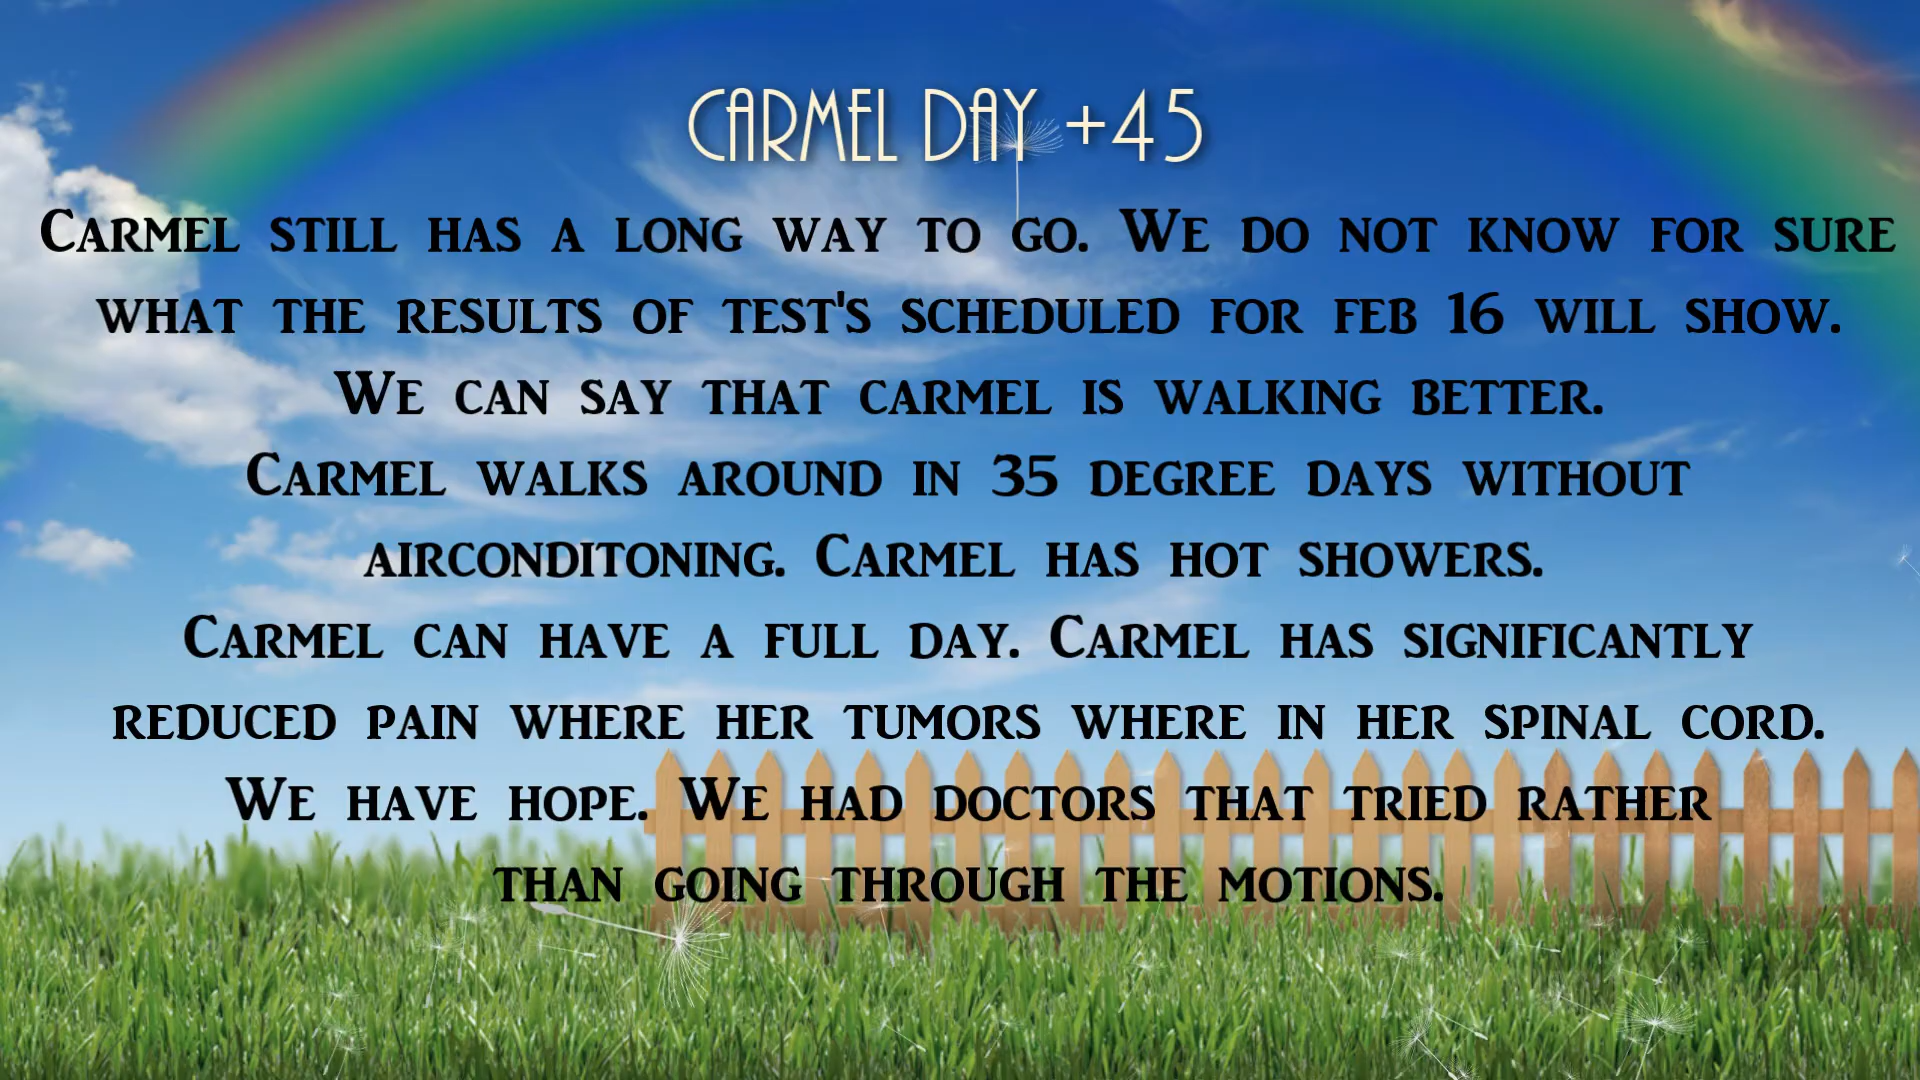 CARMEL DAY +45
Carmel still has a long way to go. We do not know for sure
what the results of test's scheduled for feb 16 will show.
We can say that carmel is walking better.
Carmel walks around in 35 degree days without
airconditoning. Carmel has hot showers.
Carmel can have a full day. Carmel has significantly
reduced pain where her tumors where in her spinal cord.
We have hope. We had doctors that tried rather
than going through the motions.